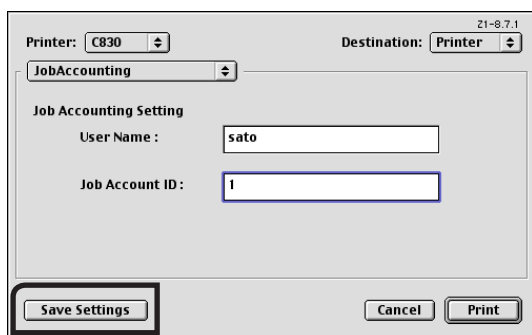 Z1-8.7.1
Printer: C830 Destination: Printer
JobAccounting
Job Accounting Setting
User Name : sato
Job Account ID : 1
Save Settings Cancel Print